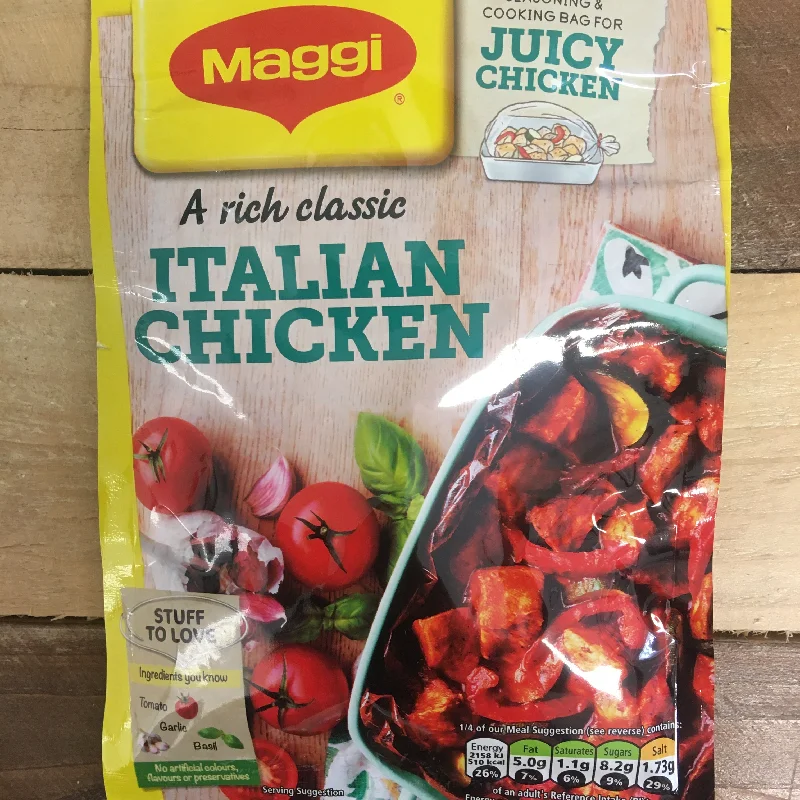 SEASONING &
COOKING BAG FOR
JUICY
CHICKEN
Maggi
®
A rich classic
ITALIAN
CHICKEN
STUFF
TO LOVE
Ingredients you know
Tomato
Garlic
Basil
No artificial colours,
flavours or preservatives
Serving Suggestion
1/4 of our Meal Suggestion (see reverse) contains:
Energy
2158 kJ
510 kcal
26%
Fat
5.0g
7%
Saturates
1.1g
6%
Sugars
8.2g
9%
Salt
1.73g
29%
of an adult's Reference Intake